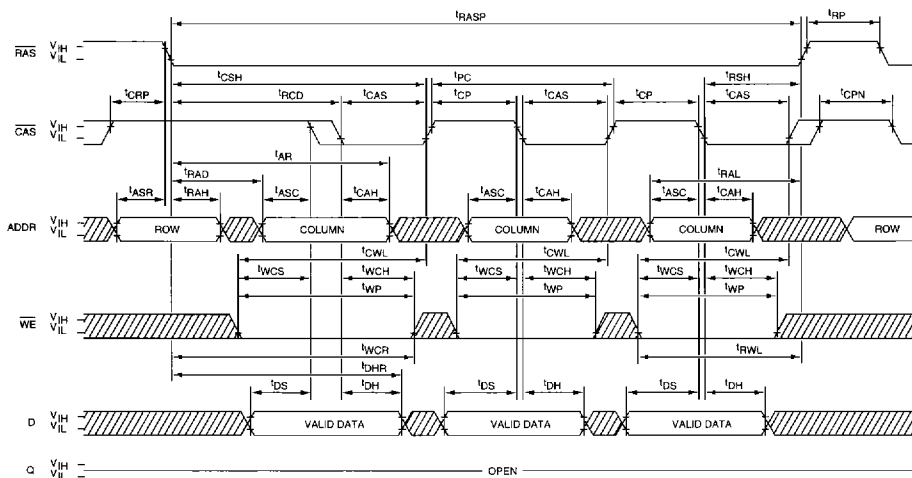 tRASP tRP
RAS VIH
VIL
tCSH tPC tRSH
tCRP tRCD tCAS tCP tCAS tCP tCAS tCPN
CAS VIH
VIL
tAR
tRAD tRAL
tASR tRAH tASC tCAH tASC tCAH tASC tCAH
ADDR VIH
VIL
ROW COLUMN COLUMN COLUMN ROW
tCWL tCWL tCWL
tWCS tWCH tWCS tWCH tWCS tWCH
tWP tWP tWP
WE VIH
VIL
tWCR tRWL
tDHR
tDS tDH tDS tDH tDS tDH
D VIH
VIL
VALID DATA VALID DATA VALID DATA
Q VIH
VIL
OPEN